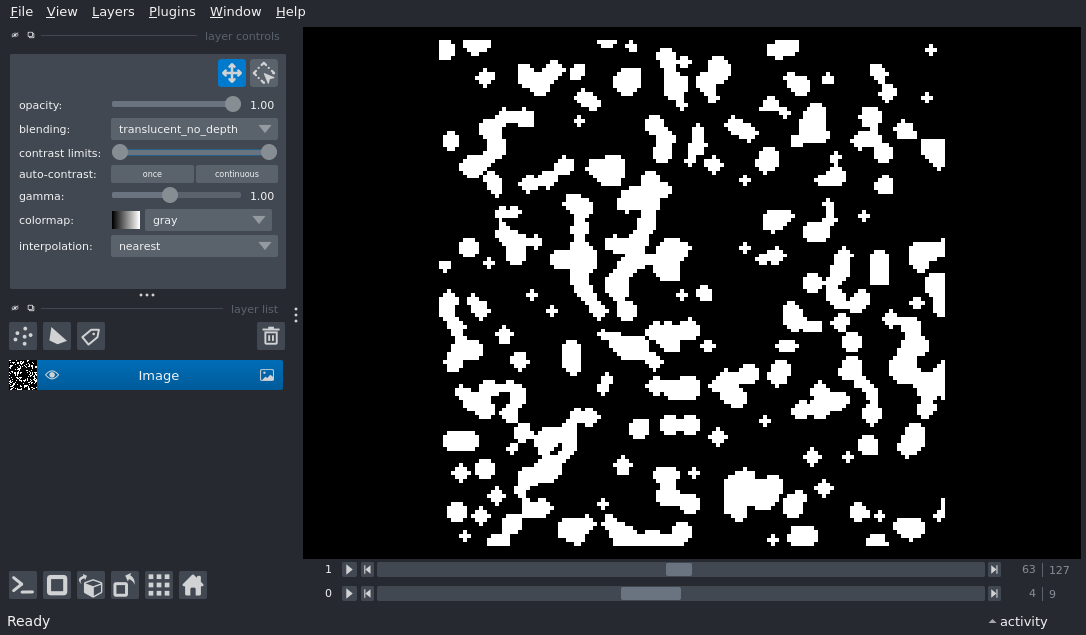 File View Layers Plugins Window Help
layer controls
opacity: 1.00
blending: translucent_no_depth
contrast limits:
auto-contrast: once continuous
gamma: 1.00
colormap: gray
interpolation: nearest
layer list
Image
1 63 127
0 4 9
Ready activity